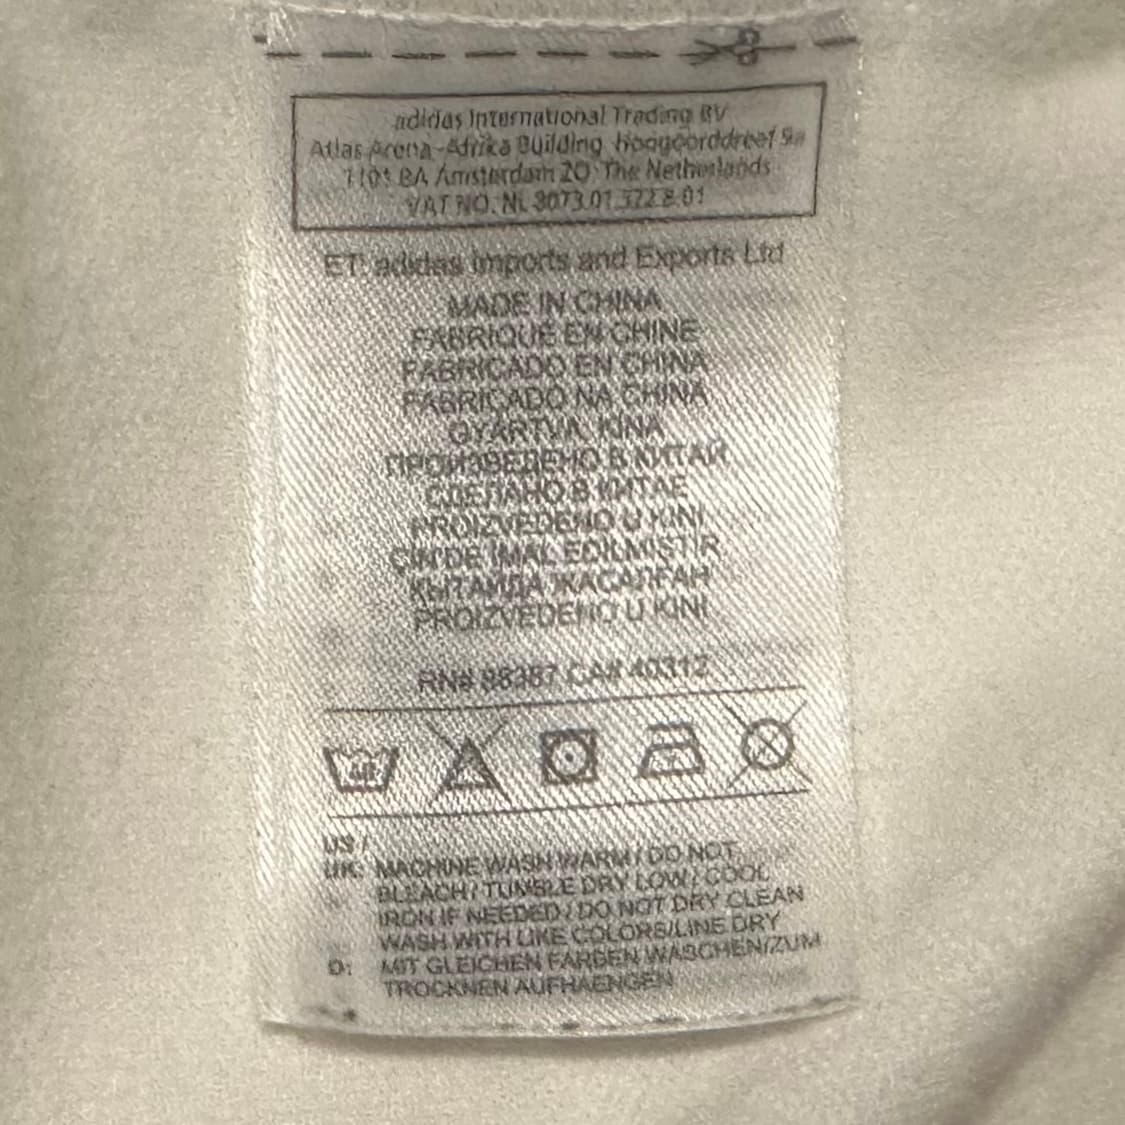 adidas International Trading BV
Atlas Arena-Afrika Building Hoogoorddreef 9a
1101 BA Amsterdam ZO The Netherlands
VAT NO. NL 8073.01.372.B.01
ET: adidas Imports and Exports Ltd
MADE IN CHINA
FABRIQUÉ EN CHINE
FABRICADO EN CHINA
FABRICADO NA CHINA
GYÁRTVA: KÍNA
ПРОИЗВЕДЕНО В КИТАЙ
СДЕЛАНО В КИТАЕ
PROIZVEDENO U KINI
ÇİN'DE İMAL EDİLMİŞTİR
ҚЫТАЙДА ЖАСАЛҒАН
PROIZVEDENO U KINI
RN# 88387 CA# 40312
40
US /
UK: MACHINE WASH WARM / DO NOT
BLEACH / TUMBLE DRY LOW / COOL
IRON IF NEEDED / DO NOT DRY CLEAN
WASH WITH LIKE COLORS/LINE DRY
D: MIT GLEICHEN FARBEN WASCHEN/ZUM
TROCKNEN AUFHAENGEN